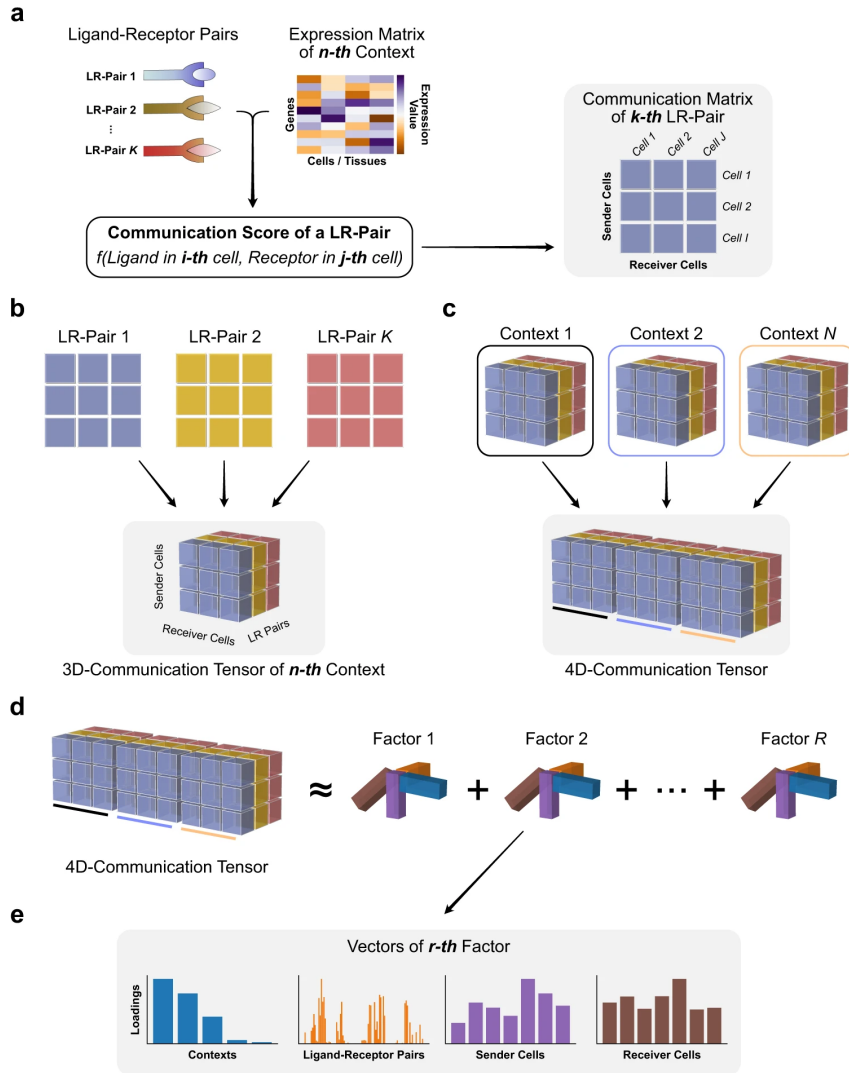 a
Ligand-Receptor Pairs
LR-Pair 1
LR-Pair 2
...
LR-Pair K
Expression Matrix
of n-th Context
Genes
Cells / Tissues
Expression
Value
Communication Score of a LR-Pair
f(Ligand in i-th cell, Receptor in j-th cell)
Communication Matrix
of k-th LR-Pair
Cell 1
Cell 2
Cell J
Sender Cells
Cell 1
Cell 2
Cell I
Receiver Cells
b
LR-Pair 1
LR-Pair 2
LR-Pair K
Sender Cells
Receiver Cells
LR Pairs
3D-Communication Tensor of n-th Context
c
Context 1
Context 2
Context N
4D-Communication Tensor
d
4D-Communication Tensor
≈
Factor 1
+
Factor 2
+ ... +
Factor R
e
Vectors of r-th Factor
Loadings
Contexts
Ligand-Receptor Pairs
Sender Cells
Receiver Cells